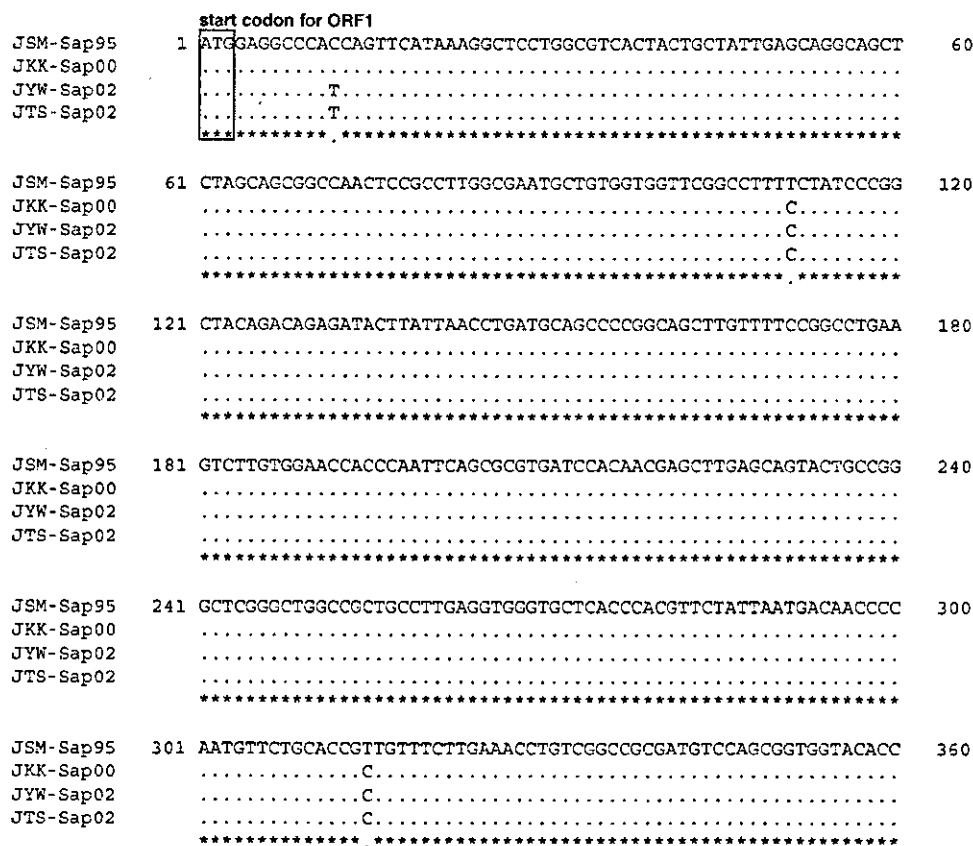 start codon for ORF1
JSM-Sap95 1 ATGGAGGCCCACCAGTTCATAAAGGCTCCTGGCGTCACTACTGCTATTGAGCAGGCAGCT 60
JKK-Sap00 ............................................................
JYW-Sap02 ...........T................................................
JTS-Sap02 ...........T................................................
***********.************************************************
JSM-Sap95 61 CTAGCAGCGGCCAACTCCGCCTTGGCGAATGCTGTGGTGGTTCGGCCTTTTCTATCCCGG 120
JKK-Sap00 ..................................................C.........
JYW-Sap02 ..................................................C.........
JTS-Sap02 ..................................................C.........
**************************************************.*********
JSM-Sap95 121 CTACAGACAGAGATACTTATTAACCTGATGCAGCCCCGGCAGCTTGTTTTCCGGCCTGAA 180
JKK-Sap00 ............................................................
JYW-Sap02 ............................................................
JTS-Sap02 ............................................................
************************************************************
JSM-Sap95 181 GTCTTGTGGAACCACCCAATTCAGCGCGTGATCCACAACGAGCTTGAGCAGTACTGCCGG 240
JKK-Sap00 ............................................................
JYW-Sap02 ............................................................
JTS-Sap02 ............................................................
************************************************************
JSM-Sap95 241 GCTCGGGCTGGCCGCTGCCTTGAGGTGGGTGCTCACCCACGTTCTATTAATGACAACCCC 300
JKK-Sap00 ............................................................
JYW-Sap02 ............................................................
JTS-Sap02 ............................................................
************************************************************
JSM-Sap95 301 AATGTTCTGCACCGTTGTTTCTTGAAACCTGTCGGCCGCGATGTCCAGCGGTGGTACACC 360
JKK-Sap00 ..............C.............................................
JYW-Sap02 ..............C.............................................
JTS-Sap02 ..............C.............................................
**************.*********************************************